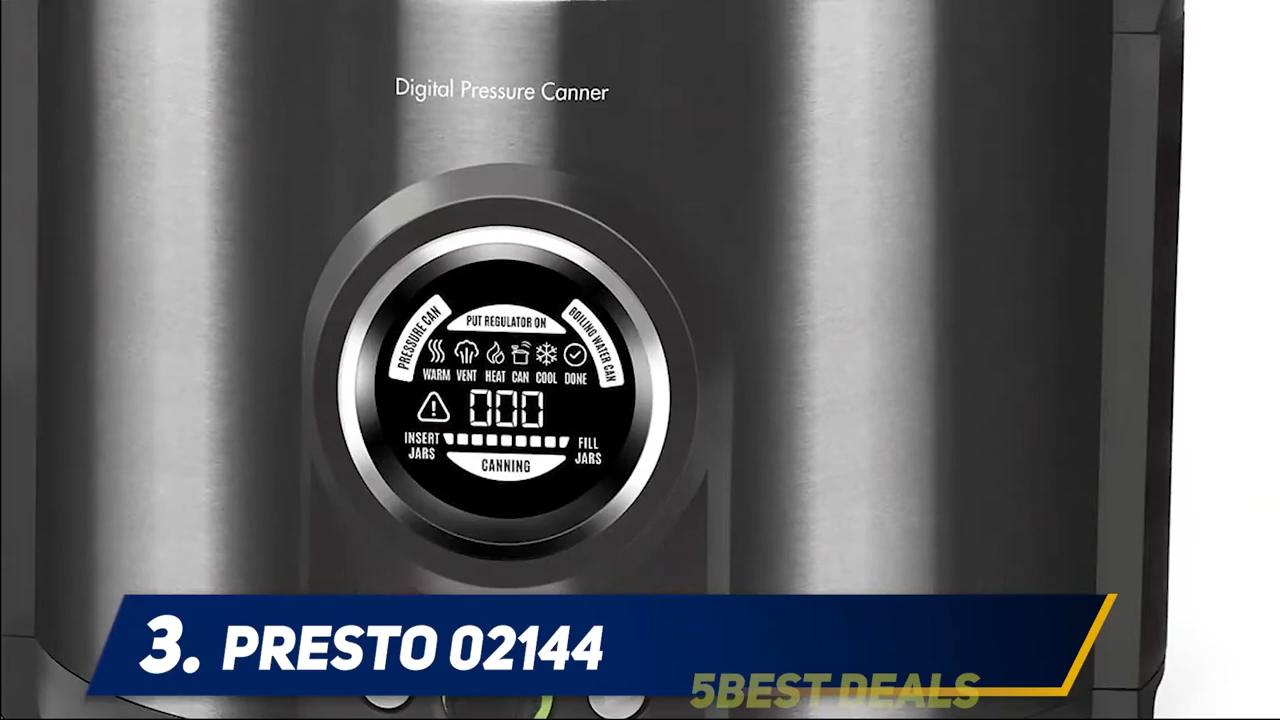 Digital Pressure Canner
PRESSURE CAN
PUT REGULATOR ON
BOILING WATER CAN
WARM VENT HEAT CAN COOL DONE
000
INSERT JARS
FILL JARS
CANNING
3. PRESTO 02144
5BEST DEALS